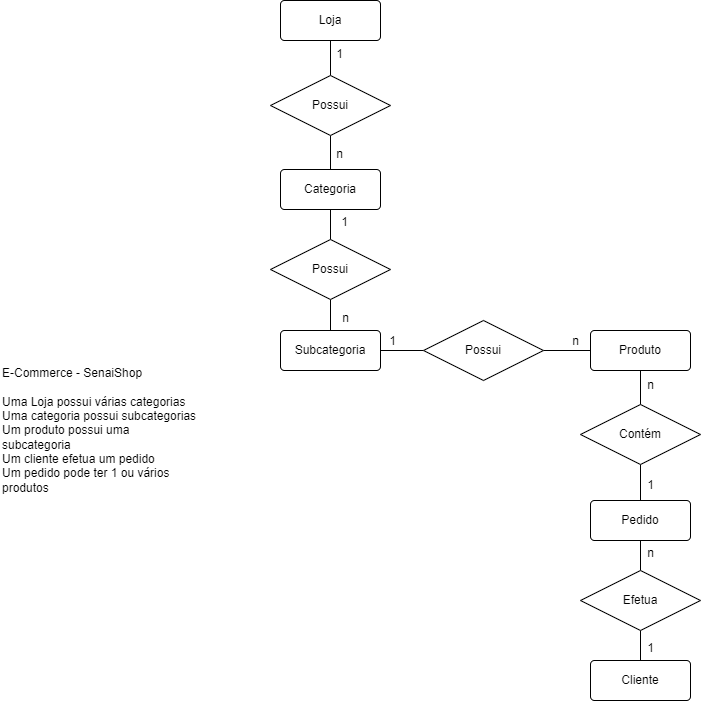 Loja
1
Possui
n
Categoria
1
Possui
n
Subcategoria
1
Possui
n
Produto
n
Contém
1
Pedido
n
Efetua
1
Cliente
E-Commerce - SenaiShop
Uma Loja possui várias categorias
Uma categoria possui subcategorias
Um produto possui uma
subcategoria
Um cliente efetua um pedido
Um pedido pode ter 1 ou vários
produtos